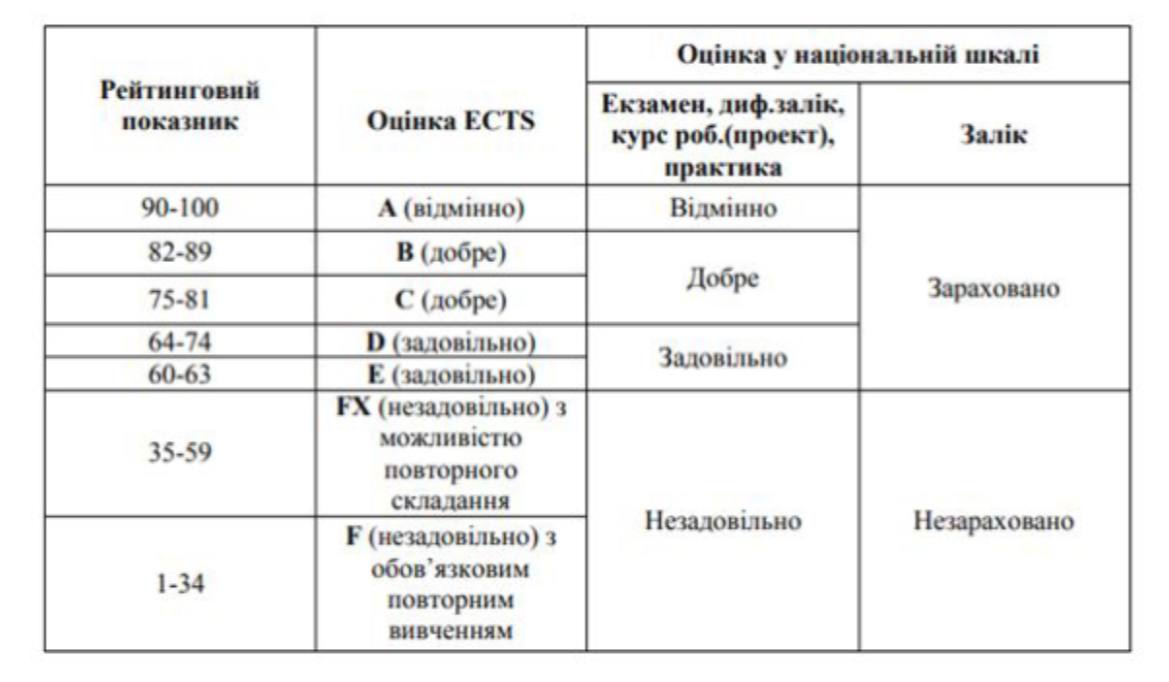 Рейтинговий
показник
Оцінка ECTS
Оцінка у національній шкалі
Екзамен, диф.залік,
курс роб.(проект),
практика
Залік
90-100
A (відмінно)
Відмінно
Зараховано
82-89
B (добре)
Добре
75-81
C (добре)
64-74
D (задовільно)
Задовільно
60-63
E (задовільно)
35-59
FX (незадовільно) з
можливістю
повторного
складання
Незадовільно
Незараховано
1-34
F (незадовільно) з
обов’язковим
повторним
вивченням